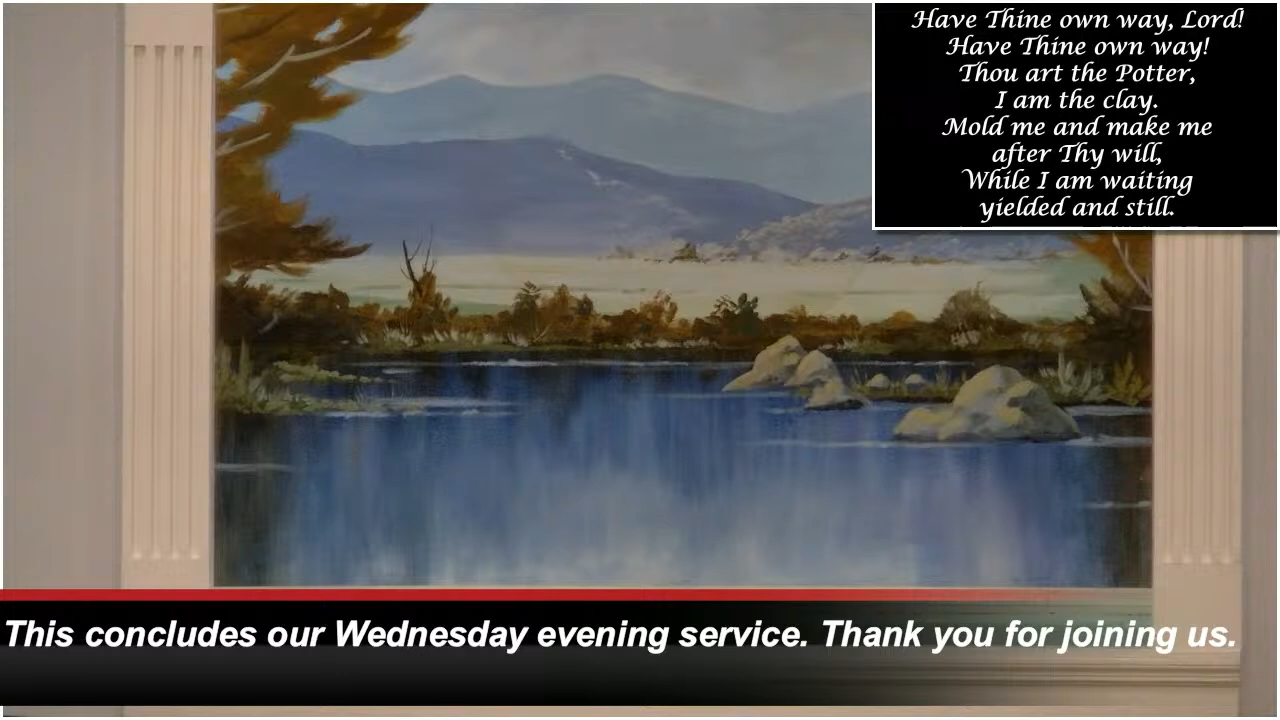 Have Thine own way, Lord!
Have Thine own way!
Thou art the Potter,
I am the clay.
Mold me and make me
after Thy will,
While I am waiting
yielded and still.
This concludes our Wednesday evening service. Thank you for joining us.